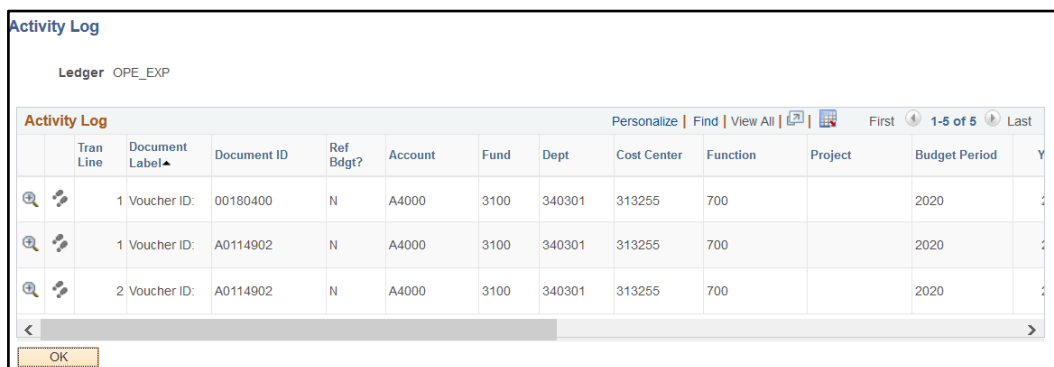 Activity Log
Ledger OPE_EXP
Activity Log Personalize | Find | View All | | First 1-5 of 5 Last
Tran Line Document Label Document ID Ref Bdgt? Account Fund Dept Cost Center Function Project Budget Period Y
1 Voucher ID: 00180400 N A4000 3100 340301 313255 700 2020
1 Voucher ID: A0114902 N A4000 3100 340301 313255 700 2020
2 Voucher ID: A0114902 N A4000 3100 340301 313255 700 2020
OK